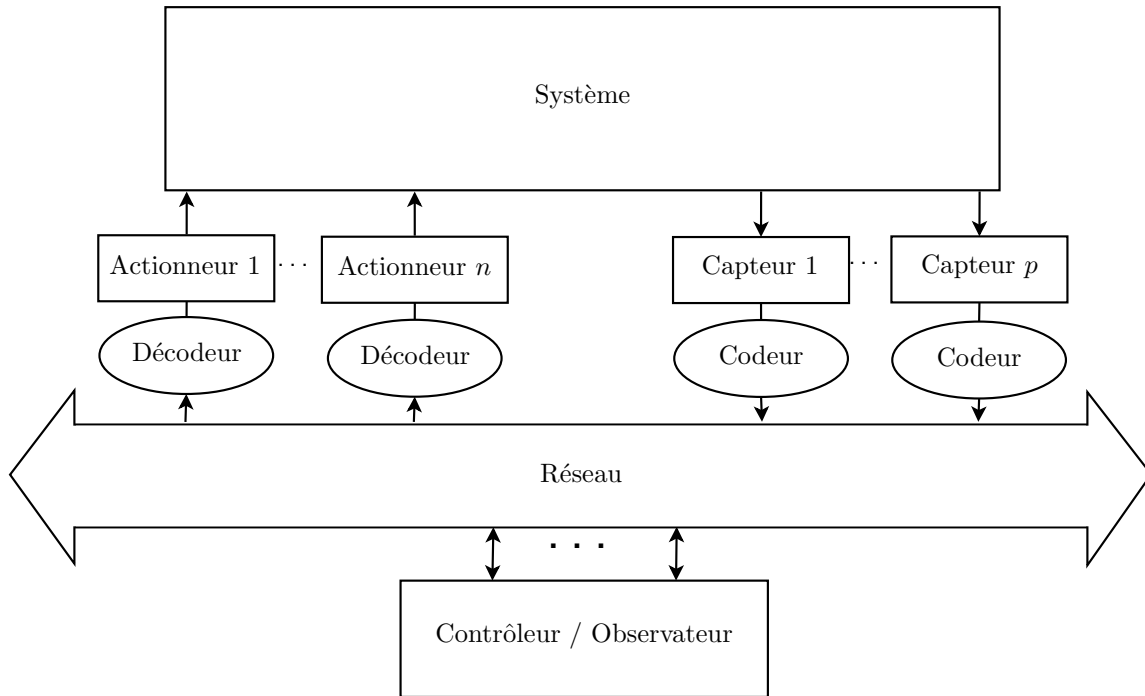 Système
Actionneur 1 · · · Actionneur n Capteur 1 · · · Capteur p
Décodeur Décodeur Codeur Codeur
Réseau
· · ·
Contrôleur / Observateur